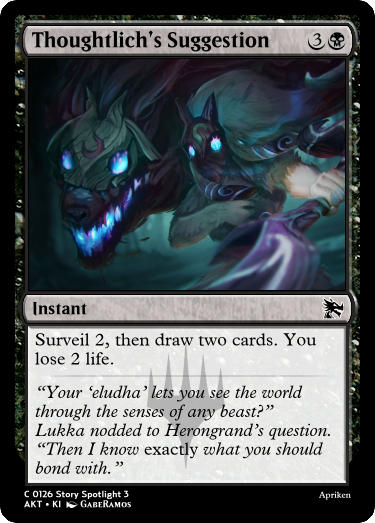 Thoughtlich's Suggestion 3
Instant
Surveil 2, then draw two cards. You
lose 2 life.
“Your ‘eludha’ lets you see the world
through the senses of any beast?”
Lukka nodded to Herongrand’s question.
“Then I know exactly what you should
bond with.”
C 0126 Story Spotlight 3
AKT • KI GabeRamos
Apriken